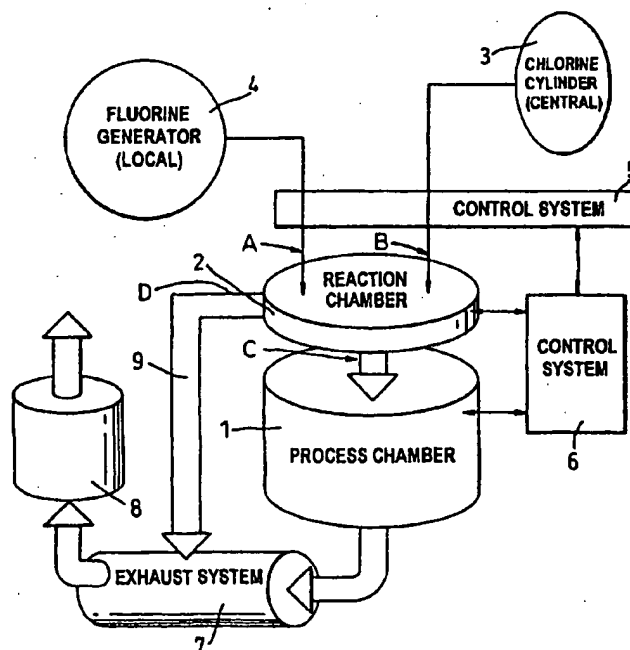 3
CHLORINE
CYLINDER
(CENTRAL)
4
FLUORINE
GENERATOR
(LOCAL)
5
CONTROL SYSTEM
A
B
2
D
REACTION
CHAMBER
9
C
CONTROL
SYSTEM
6
1
PROCESS CHAMBER
8
EXHAUST SYSTEM
7